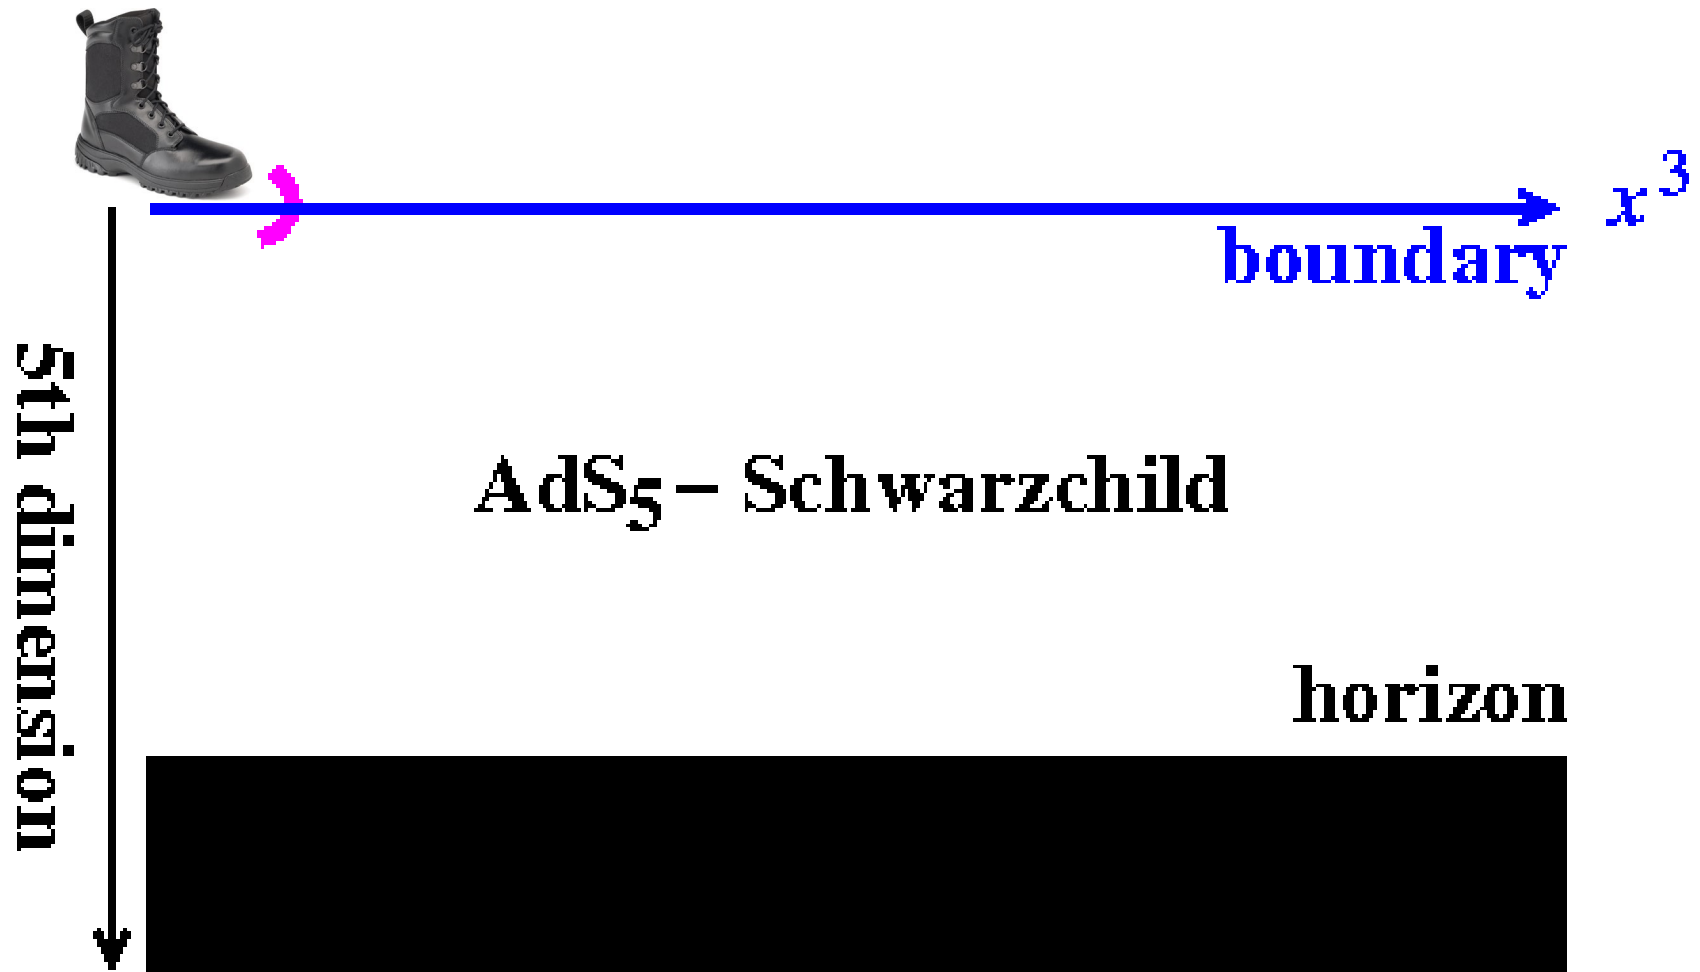 x³
boundary
5th dimension
AdS5 – Schwarzchild
horizon